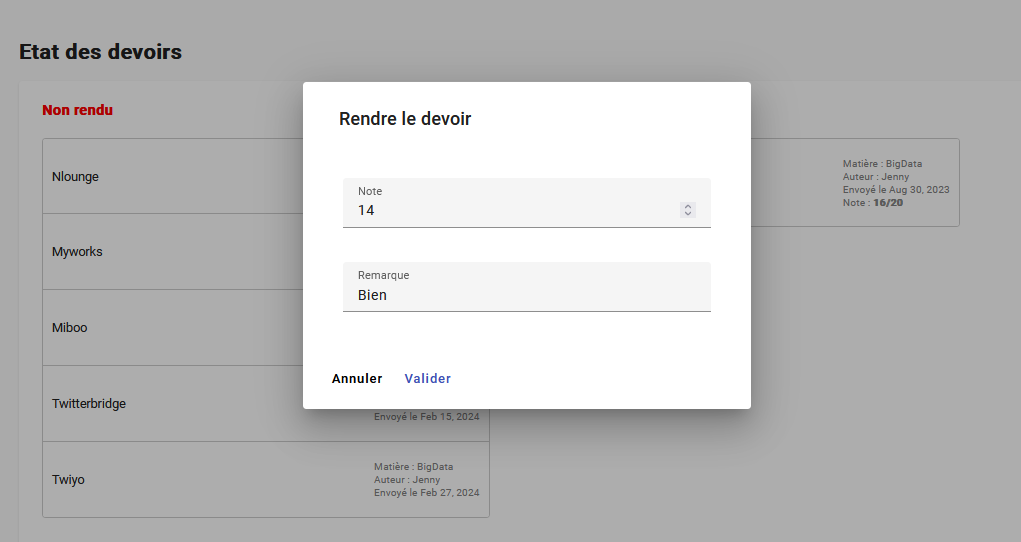 Etat des devoirs
Non rendu
Nlounge
Myworks
Miboo
Twitterbridge
Envoyé le Feb 15, 2024
Twiyo
Matière : BigData
Auteur : Jenny
Envoyé le Feb 27, 2024
Rendre le devoir
Note
14
Remarque
Bien
Annuler Valider
Matière : BigData
Auteur : Jenny
Envoyé le Aug 30, 2023
Note : 16/20